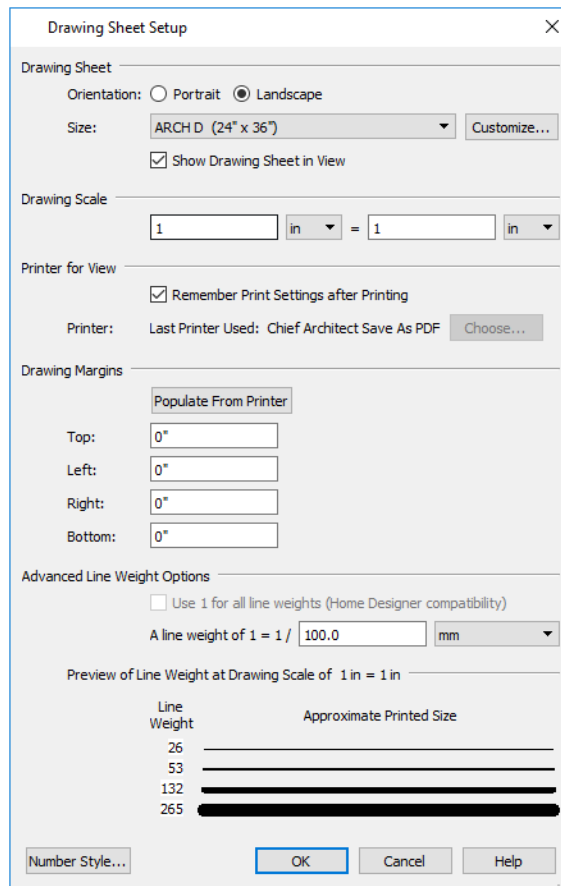 Drawing Sheet Setup
Drawing Sheet
Orientation: Portrait Landscape
Size: ARCH D (24" x 36") Customize...
Show Drawing Sheet in View
Drawing Scale
1 in = 1 in
Printer for View
Remember Print Settings after Printing
Printer: Last Printer Used: Chief Architect Save As PDF Choose...
Drawing Margins
Populate From Printer
Top: 0"
Left: 0"
Right: 0"
Bottom: 0"
Advanced Line Weight Options
Use 1 for all line weights (Home Designer compatibility)
A line weight of 1 = 1 / 100.0 mm
Preview of Line Weight at Drawing Scale of 1 in = 1 in
Line
Weight Approximate Printed Size
26
53
132
265
Number Style... OK Cancel Help